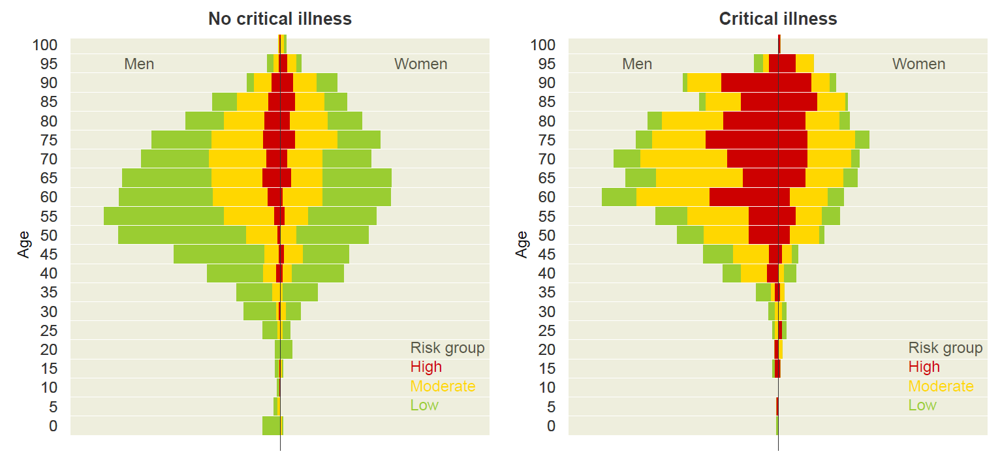 No critical illness
100
95
90
85
80
75
70
65
60
55
50
45
40
35
30
25
20
15
10
5
0
Age
Men
Women
Risk group
High
Moderate
Low
Critical illness
100
95
90
85
80
75
70
65
60
55
50
45
40
35
30
25
20
15
10
5
0
Age
Men
Women
Risk group
High
Moderate
Low